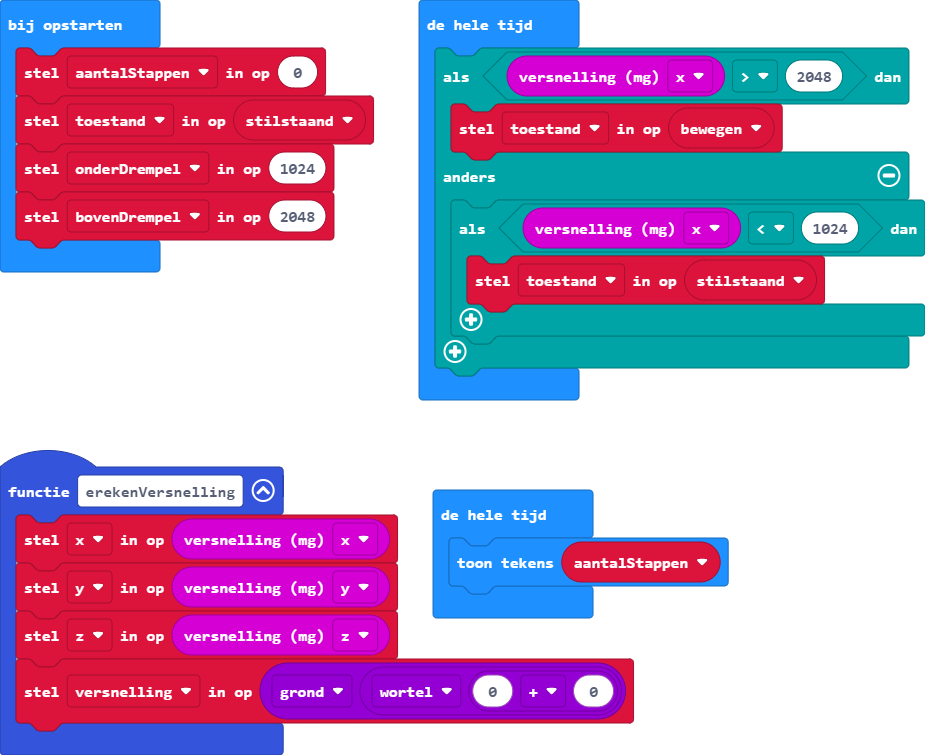 bij opstarten
stel aantalStappen in op 0
stel toestand in op stilstaand
stel onderDrempel in op 1024
stel bovenDrempel in op 2048
de hele tijd
als versnelling (mg) x > 2048 dan
stel toestand in op bewegen
anders
als versnelling (mg) x < 1024 dan
stel toestand in op stilstaand
functie erekenVersnelling
stel x in op versnelling (mg) x
stel y in op versnelling (mg) y
stel z in op versnelling (mg) z
stel versnelling in op grond wortel 0 + 0
de hele tijd
toon tekens aantalStappen